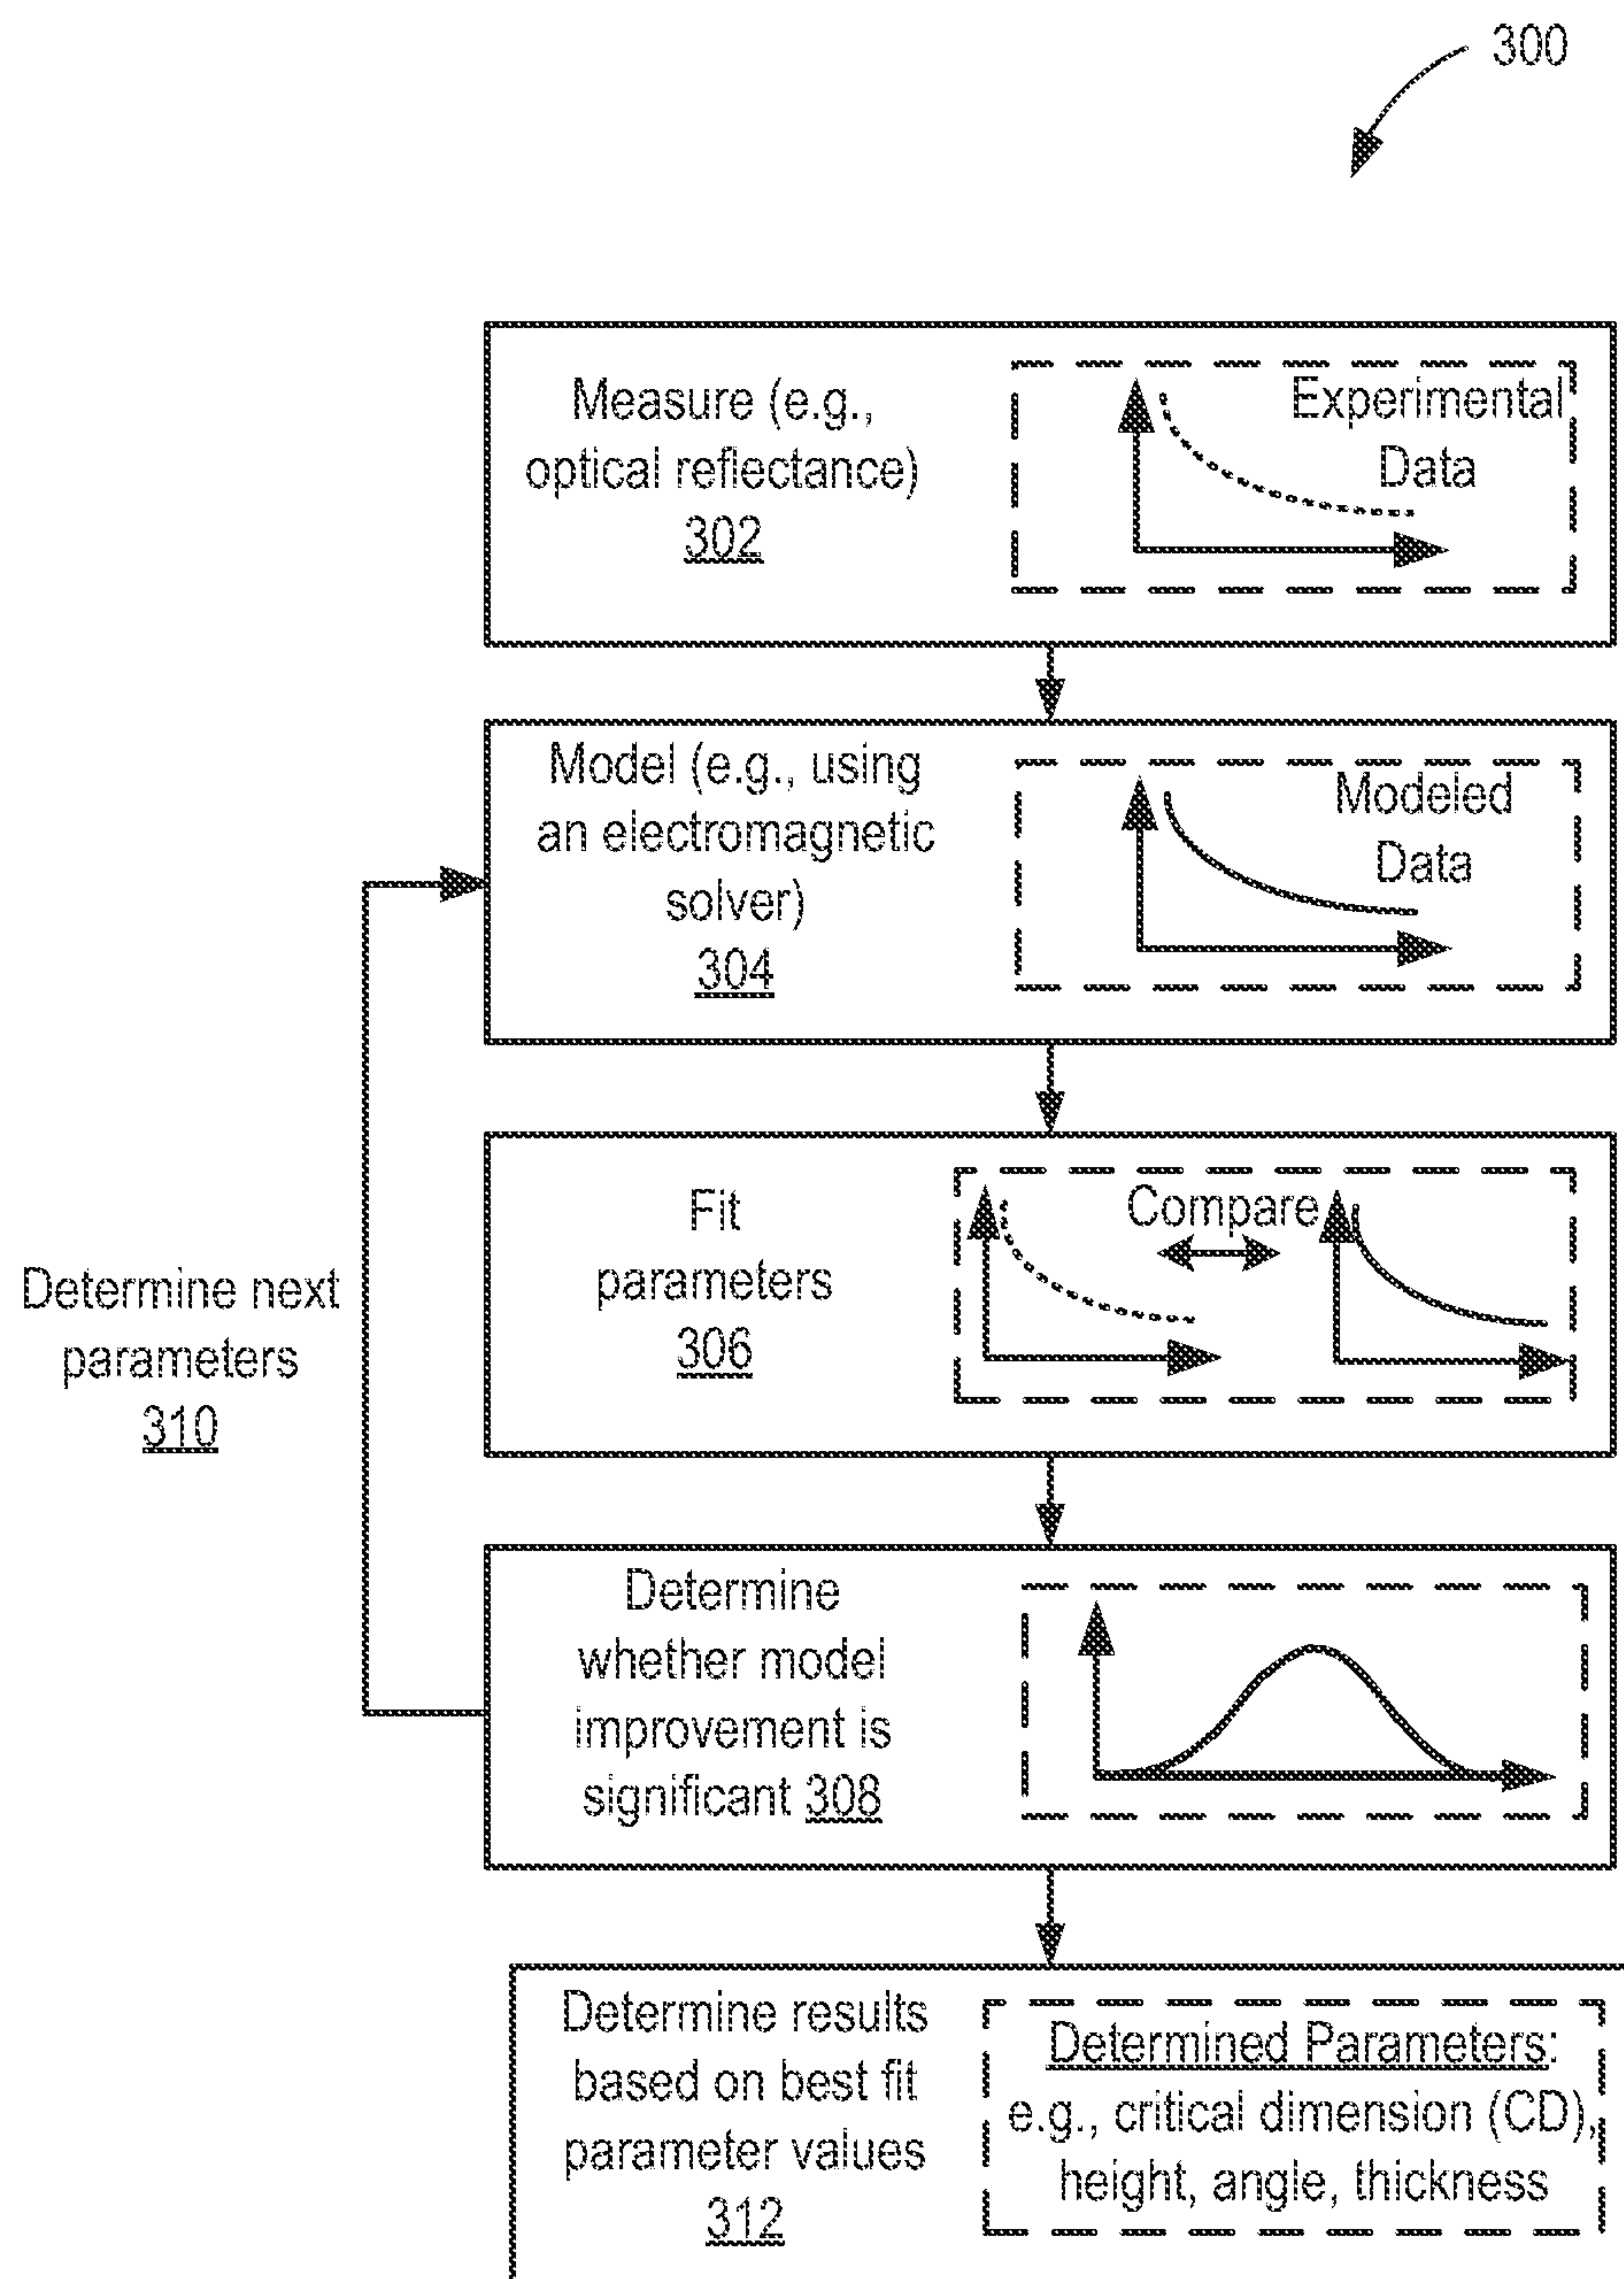 300
Measure (e.g.,
optical reflectance)
302
Experimental
Data
Model (e.g., using
an electromagnetic
solver)
304
Modeled
Data
Fit
parameters
306
Compare
Determine next
parameters
310
Determine
whether model
improvement is
significant 308
Determine results
based on best fit
parameter values
312
Determined Parameters:
e.g., critical dimension (CD),
height, angle, thickness